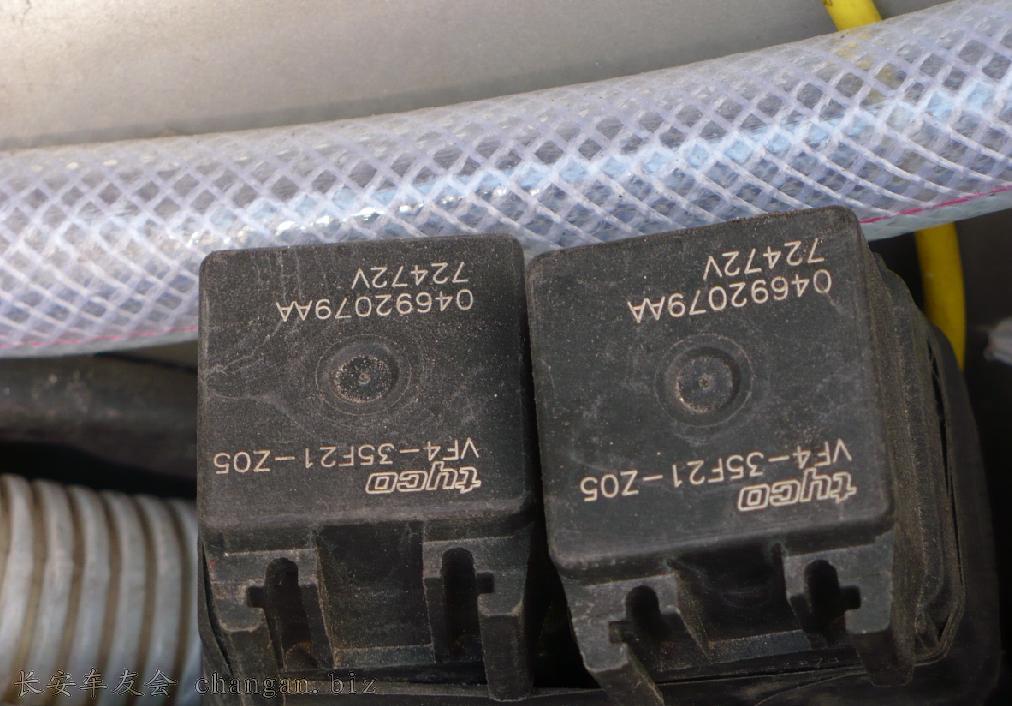 tyco
VF4-35F21-Z05
04692079AA
72472V
tyco
VF4-35F21-Z05
04692079AA
72472V
长安车友会 changan.biz